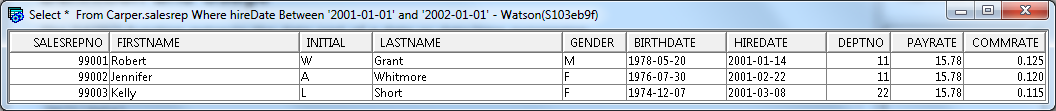 Select *  From Carper.salesrep Where hireDate Between '2001-01-01' and '2002-01-01' - Watson(S103eb9f)
SALESREPNO FIRSTNAME INITIAL LASTNAME GENDER BIRTHDATE HIREDATE DEPTNO PAYRATE COMMRATE
99001 Robert W Grant M 1978-05-20 2001-01-14 11 15.78 0.125
99002 Jennifer A Whitmore F 1976-07-30 2001-02-22 11 15.78 0.120
99003 Kelly L Short F 1974-12-07 2001-03-08 22 15.78 0.115